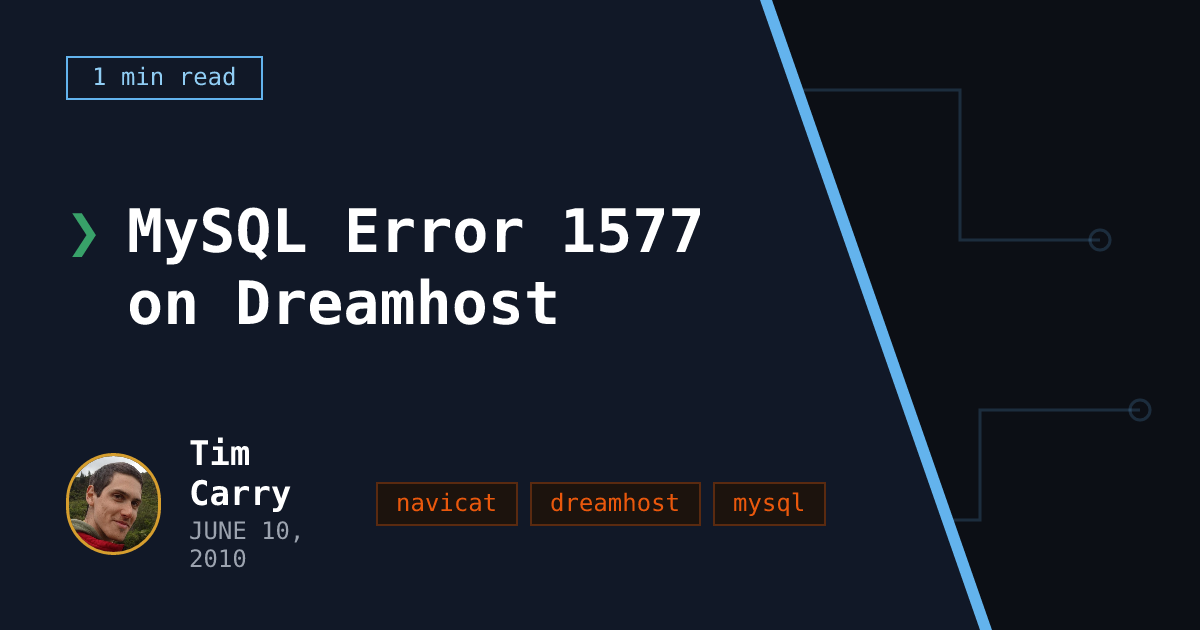 1 min read
❯ MySQL Error 1577
on Dreamhost
Tim
Carry
JUNE 10,
2010
navicat
dreamhost
mysql